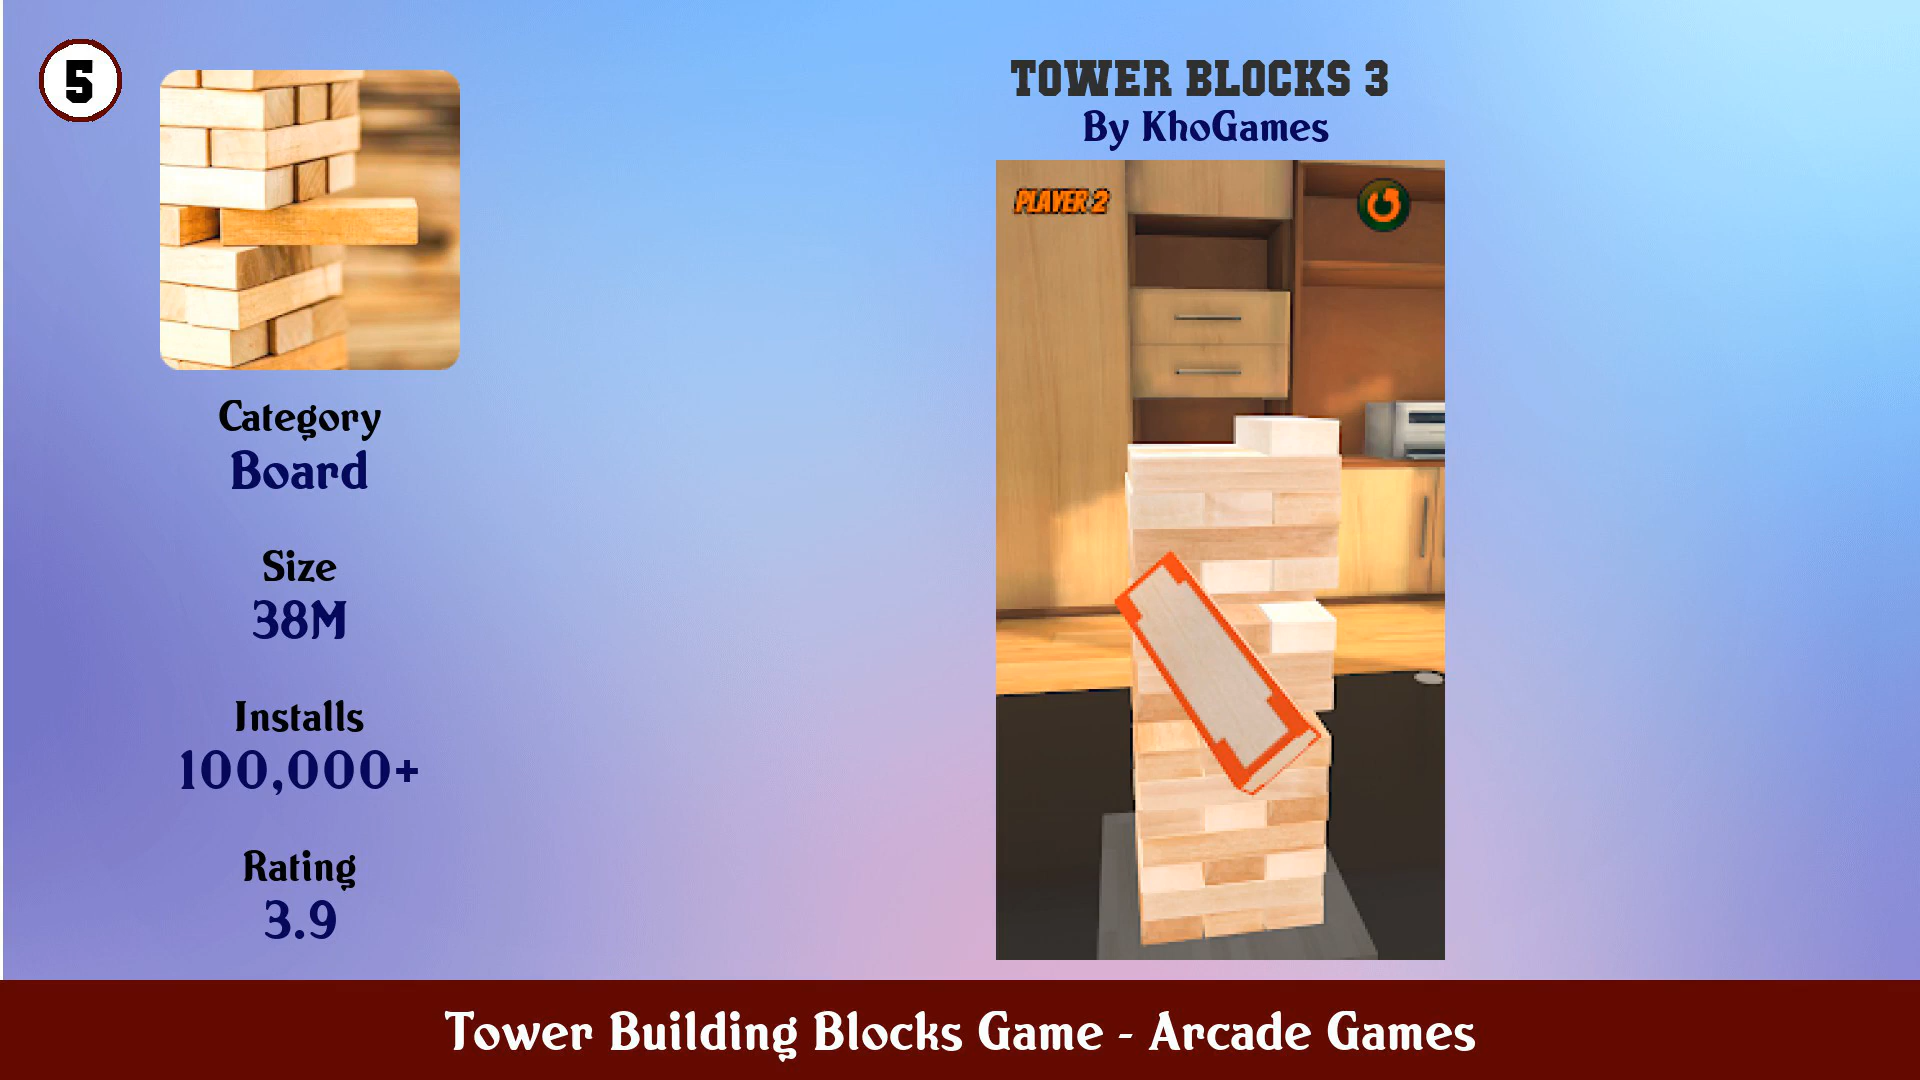 5
TOWER BLOCKS 3
By KhoGames
PLAYER 2
Category
Board
Size
38M
Installs
100,000+
Rating
3.9
Tower Building Blocks Game - Arcade Games